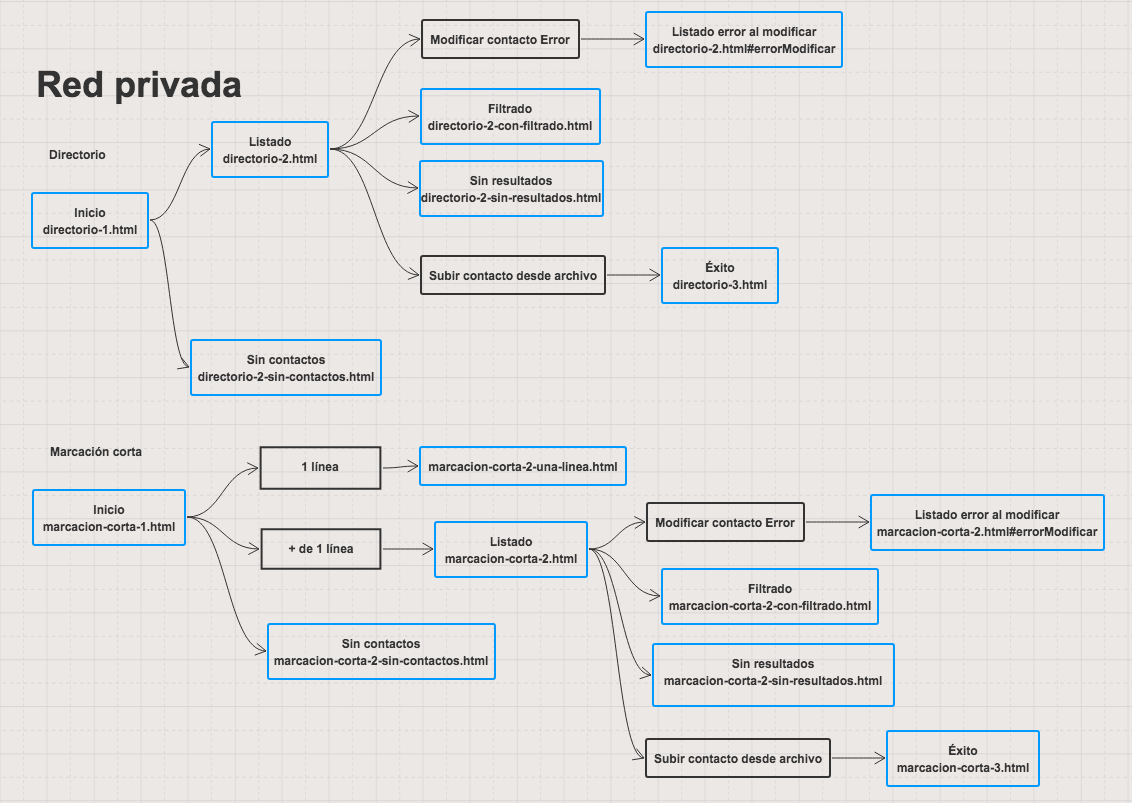 Red privada
Directorio
Inicio
directorio-1.html
Listado
directorio-2.html
Modificar contacto Error
Listado error al modificar
directorio-2.html#errorModificar
Filtrado
directorio-2-con-filtrado.html
Sin resultados
directorio-2-sin-resultados.html
Subir contacto desde archivo
Éxito
directorio-3.html
Sin contactos
directorio-2-sin-contactos.html
Marcación corta
Inicio
marcacion-corta-1.html
1 línea
marcacion-corta-2-una-linea.html
+ de 1 línea
Listado
marcacion-corta-2.html
Modificar contacto Error
Listado error al modificar
marcacion-corta-2.html#errorModificar
Filtrado
marcacion-corta-2-con-filtrado.html
Sin resultados
marcacion-corta-2-sin-resultados.html
Subir contacto desde archivo
Éxito
marcacion-corta-3.html
Sin contactos
marcacion-corta-2-sin-contactos.html